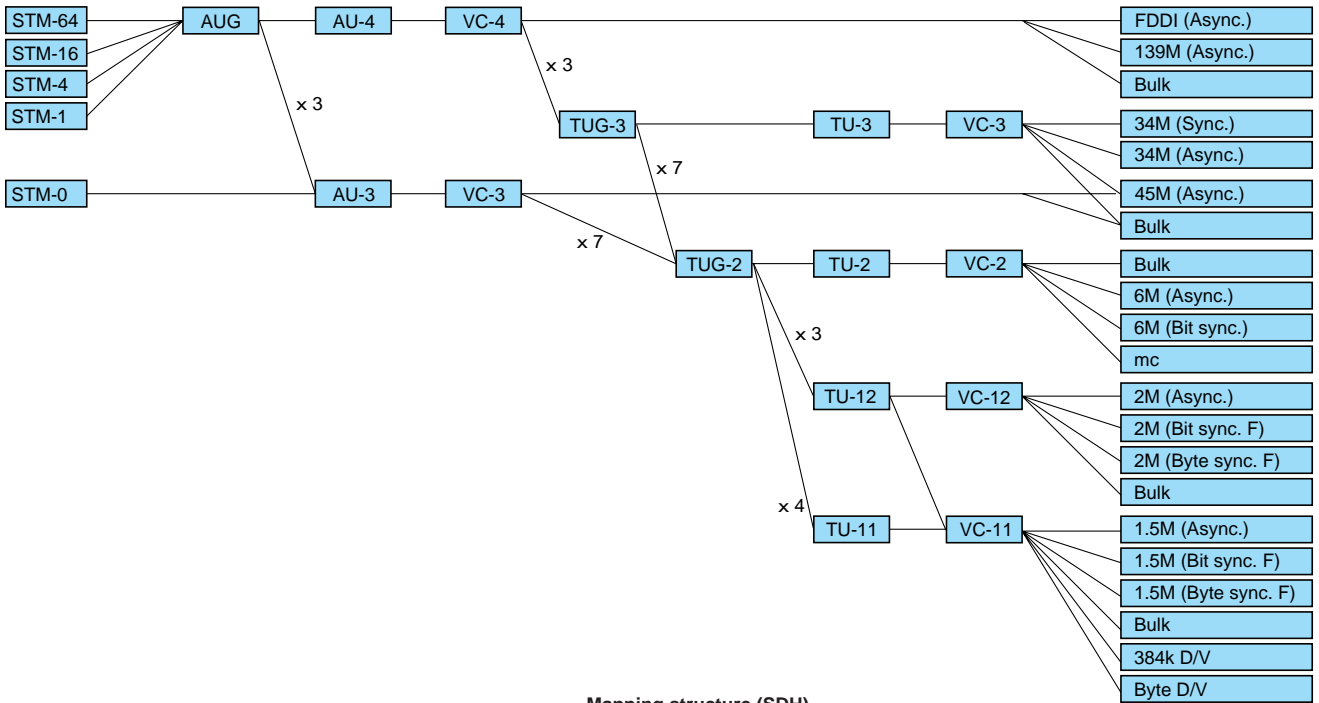 STM-64 AUG AU-4 VC-4 FDDI (Async.)
STM-16 139M (Async.)
x 3
STM-4 Bulk
x 3
STM-1 TUG-3 TU-3 VC-3 34M (Sync.)
34M (Async.)
x 7
STM-0 AU-3 VC-3 45M (Async.)
Bulk
x 7
TUG-2 TU-2 VC-2 Bulk
6M (Async.)
6M (Bit sync.)
x 3
mc
TU-12 VC-12 2M (Async.)
2M (Bit sync. F)
2M (Byte sync. F)
Bulk
x 4
TU-11 VC-11 1.5M (Async.)
1.5M (Bit sync. F)
1.5M (Byte sync. F)
Bulk
384k D/V
Byte D/V
Mapping structure (SDH)